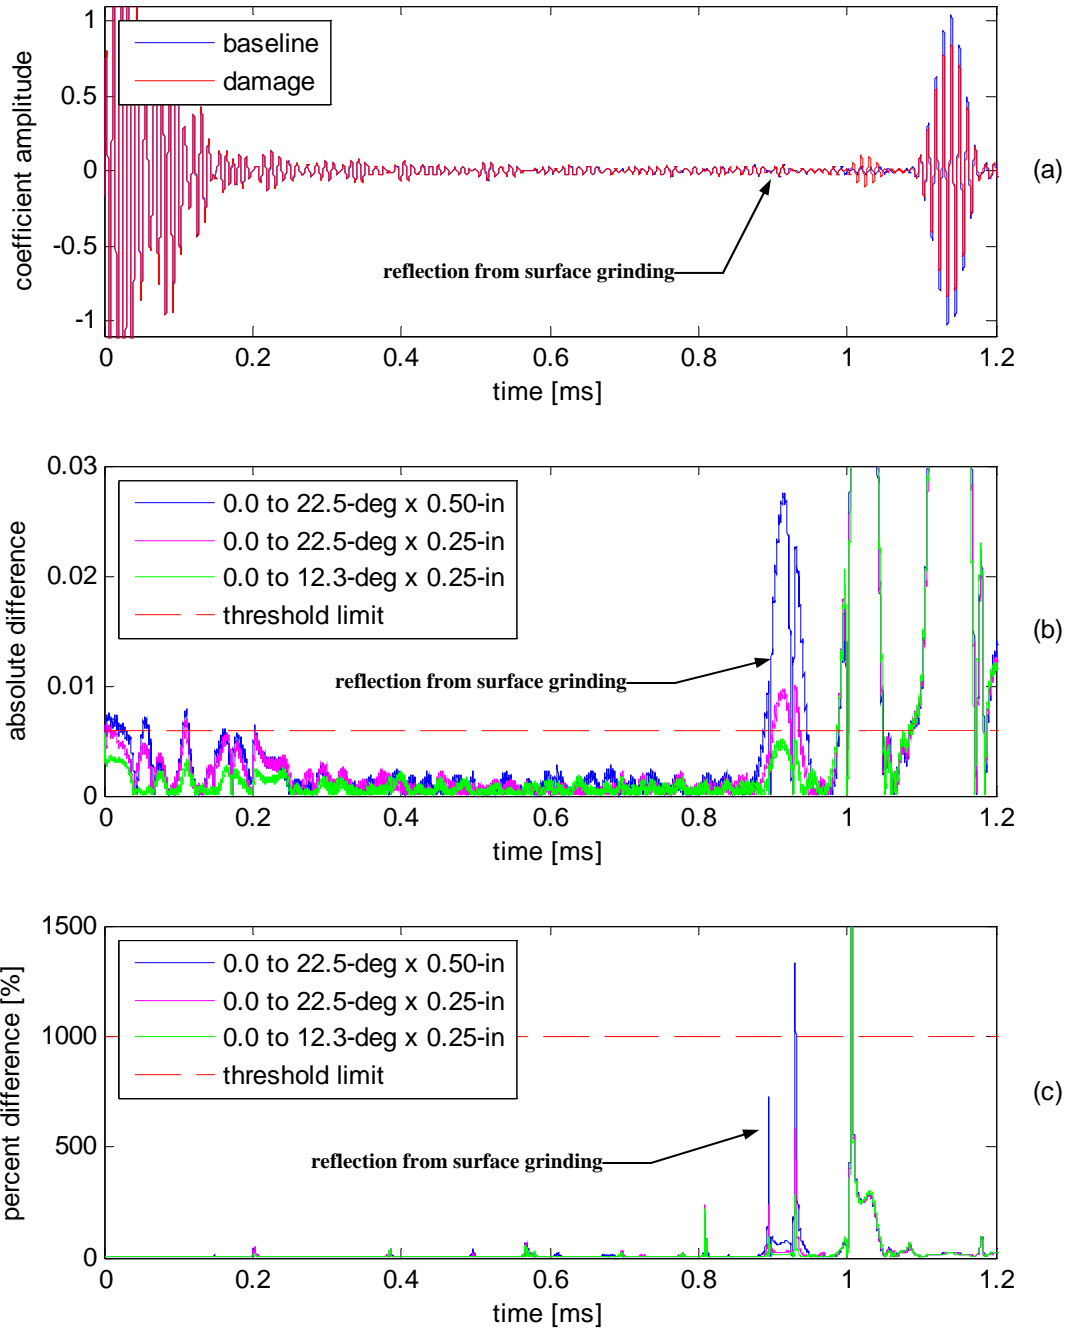 baseline
damage
1
0.5
0
-0.5
-1
coefficient amplitude
reflection from surface grinding
(a)
0 0.2 0.4 0.6 0.8 1 1.2
time [ms]
0.0 to 22.5-deg x 0.50-in
0.0 to 22.5-deg x 0.25-in
0.0 to 12.3-deg x 0.25-in
threshold limit
0.03
0.02
0.01
0
absolute difference
reflection from surface grinding
(b)
0 0.2 0.4 0.6 0.8 1 1.2
time [ms]
0.0 to 22.5-deg x 0.50-in
0.0 to 22.5-deg x 0.25-in
0.0 to 12.3-deg x 0.25-in
threshold limit
1500
1000
500
0
percent difference [%]
reflection from surface grinding
(c)
0 0.2 0.4 0.6 0.8 1 1.2
time [ms]